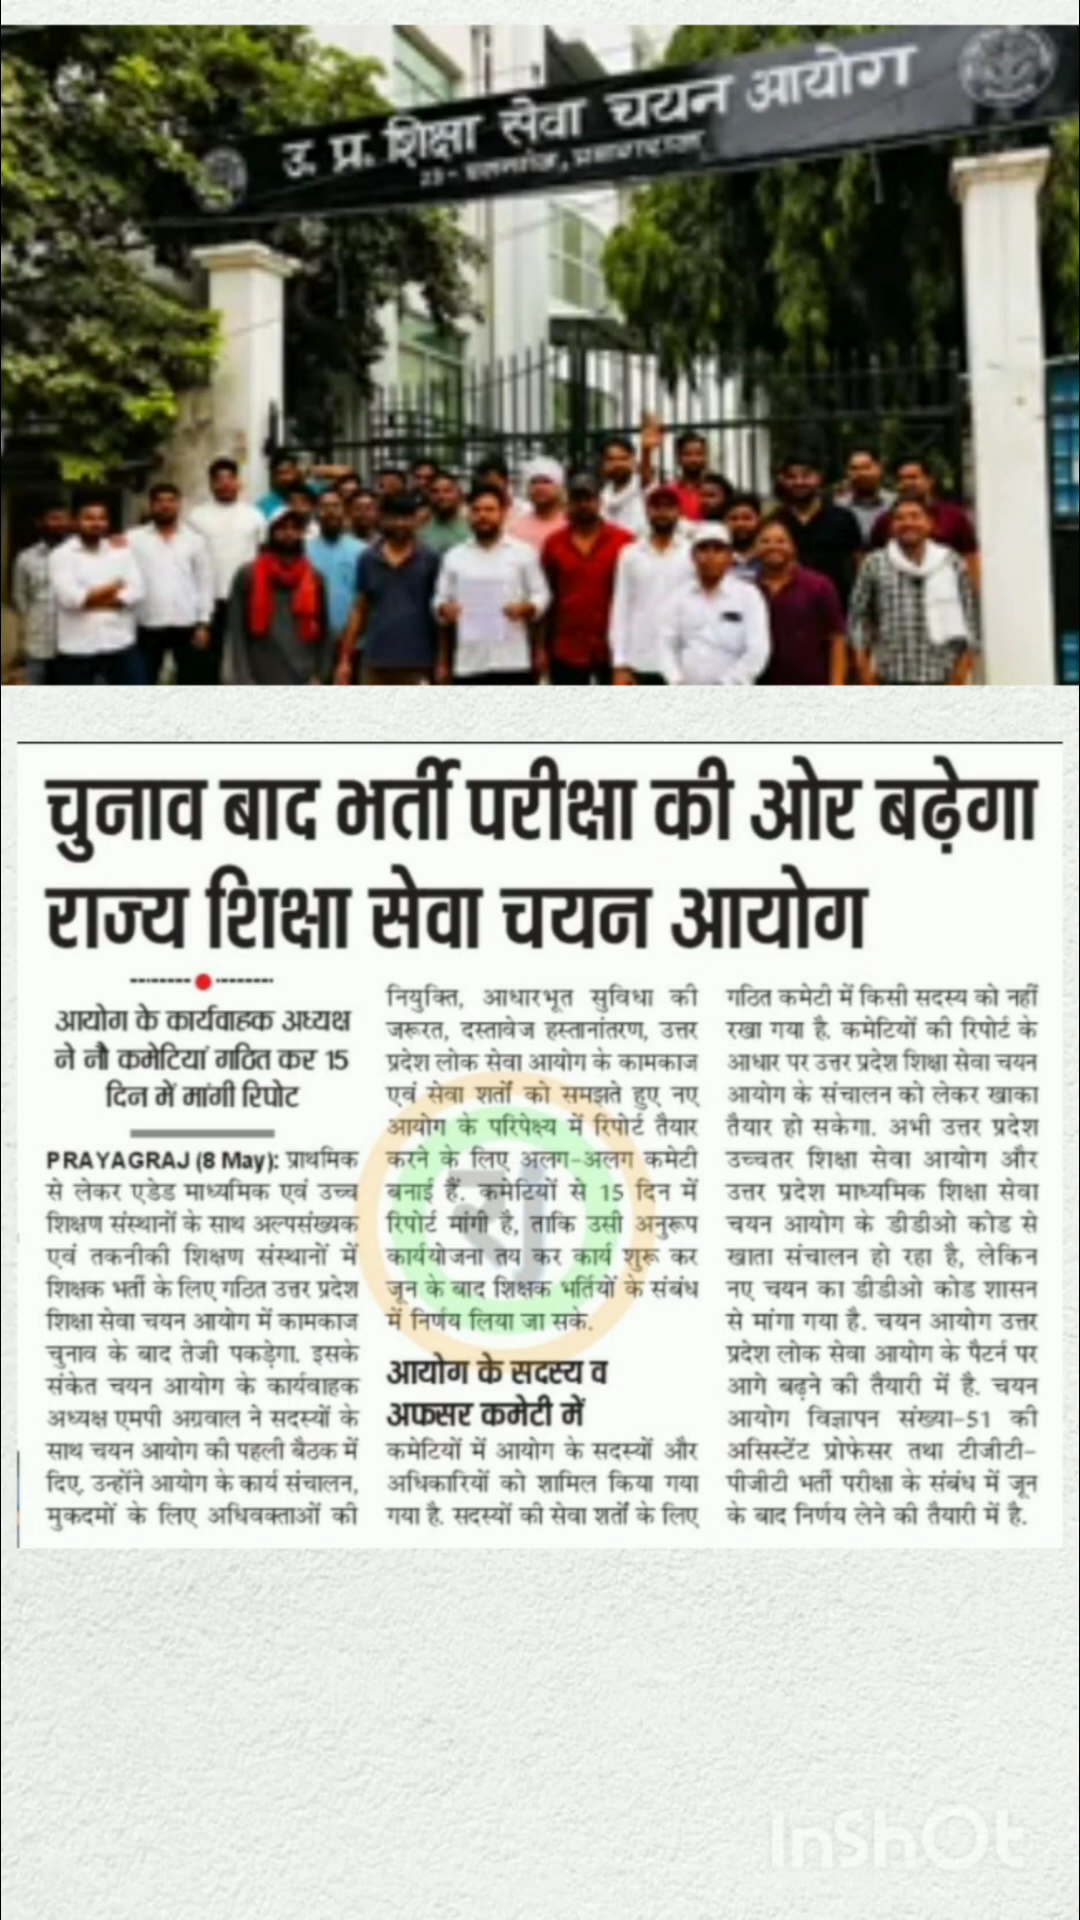 उ. प्र. शिक्षा सेवा चयन आयोग
चुनाव बाद भर्ती परीक्षा की ओर बढ़ेगा
राज्य शिक्षा सेवा चयन आयोग
आयोग के कार्यवाहक अध्यक्ष
ने नौ कमेटियां गठित कर 15
दिन में मांगी रिपोट
PRAYAGRAJ (8 May): प्राथमिक
से लेकर एडेड माध्यमिक एवं उच्च
शिक्षण संस्थानों के साथ अल्पसंख्यक
एवं तकनीकी शिक्षण संस्थानों में
शिक्षक भर्ती के लिए गठित उत्तर प्रदेश
शिक्षा सेवा चयन आयोग में कामकाज
चुनाव के बाद तेजी पकड़ेगा. इसके
संकेत चयन आयोग के कार्यवाहक
अध्यक्ष एमपी अग्रवाल ने सदस्यों के
साथ चयन आयोग की पहली बैठक में
दिए. उन्होंने आयोग के कार्य संचालन,
मुकदमों के लिए अधिवक्ताओं की
नियुक्ति, आधारभूत सुविधा की
जरूरत, दस्तावेज हस्तानांतरण, उत्तर
प्रदेश लोक सेवा आयोग के कामकाज
एवं सेवा शर्तों को समझते हुए नए
आयोग के परिपेक्ष्य में रिपोर्ट तैयार
करने के लिए अलग-अलग कमेटी
बनाई हैं. कमेटियों से 15 दिन में
रिपोर्ट मांगी है, ताकि उसी अनुरूप
कार्ययोजना तय कर कार्य शुरू कर
जून के बाद शिक्षक भर्तियों के संबंध
में निर्णय लिया जा सके.
आयोग के सदस्य व
अफसर कमेटी में
कमेटियों में आयोग के सदस्यों और
अधिकारियों को शामिल किया गया
गया है. सदस्यों की सेवा शर्तों के लिए
गठित कमेटी में किसी सदस्य को नहीं
रखा गया है. कमेटियों की रिपोर्ट के
आधार पर उत्तर प्रदेश शिक्षा सेवा चयन
आयोग के संचालन को लेकर खाका
तैयार हो सकेगा. अभी उत्तर प्रदेश
उच्चतर शिक्षा सेवा आयोग और
उत्तर प्रदेश माध्यमिक शिक्षा सेवा
चयन आयोग के डीडीओ कोड से
खाता संचालन हो रहा है, लेकिन
नए चयन का डीडीओ कोड शासन
से मांगा गया है. चयन आयोग उत्तर
प्रदेश लोक सेवा आयोग के पैटर्न पर
आगे बढ़ने की तैयारी में है. चयन
आयोग विज्ञापन संख्या-51 की
असिस्टेंट प्रोफेसर तथा टीजीटी-
पीजीटी भर्ती परीक्षा के संबंध में जून
के बाद निर्णय लेने की तैयारी में है.
InShOt